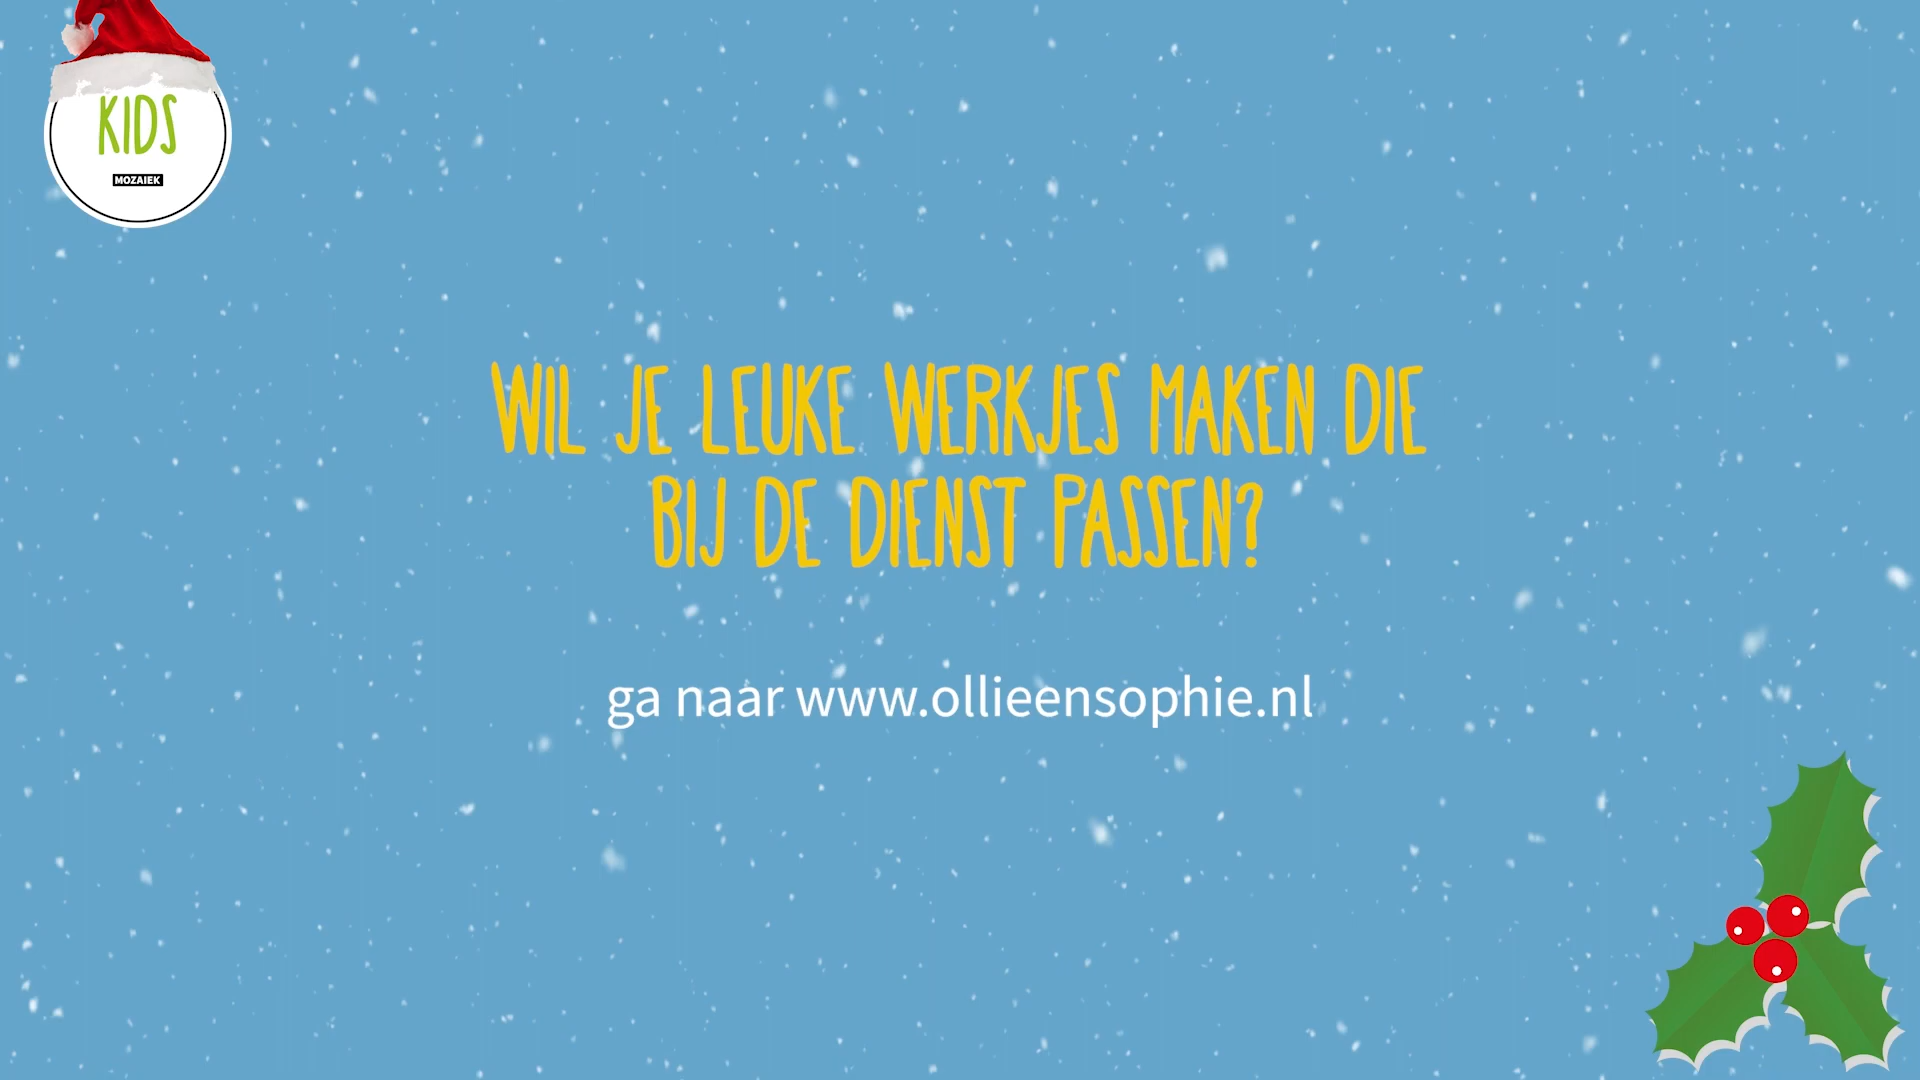 KIDS
MOZAIEK
WIL JE LEUKE WERKJES MAKEN DIE
BIJ DE DIENST PASSEN?
ga naar www.ollieensophie.nl